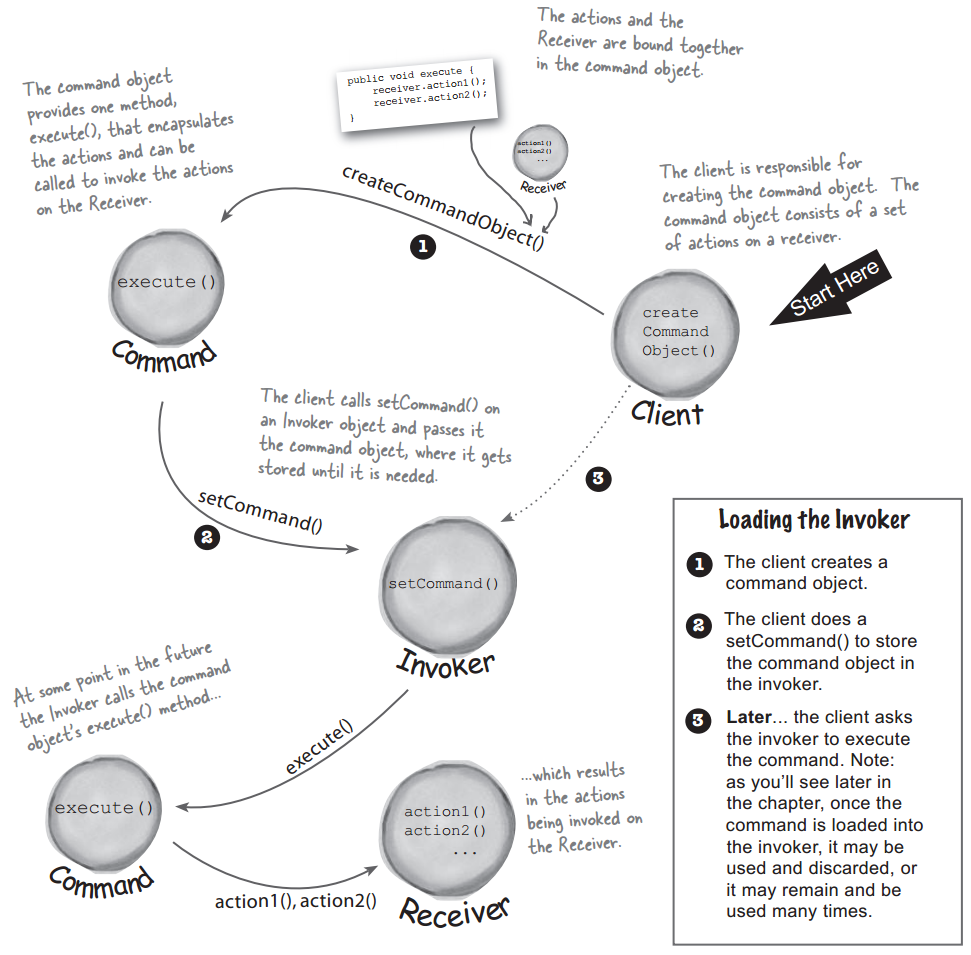 The actions and the
Receiver are bound together
in the command object.
public void execute {
receiver.action1();
receiver.action2();
}
The command object
provides one method,
execute(), that encapsulates
the actions and can be
called to invoke the actions
on the Receiver.
action1()
action2()
...
Receiver
createCommandObject()
1
The client is responsible for
creating the command object. The
command object consists of a set
of actions on a receiver.
Start Here
execute()
Command
create
Command
Object()
Client
The client calls setCommand() on
an Invoker object and passes it
the command object, where it gets
stored until it is needed.
3
setCommand()
2
setCommand()
Invoker
At some point in the future
the Invoker calls the command
object's execute() method...
execute()
execute()
Command
...which results
in the actions
being invoked on
the Receiver.
action1()
action2()
...
action1(), action2()
Receiver
Loading the Invoker
1 The client creates a
command object.
2 The client does a
setCommand() to store
the command object in
the invoker.
3 Later... the client asks
the invoker to execute
the command. Note:
as you'll see later in
the chapter, once the
command is loaded into
the invoker, it may be
used and discarded, or
it may remain and be
used many times.